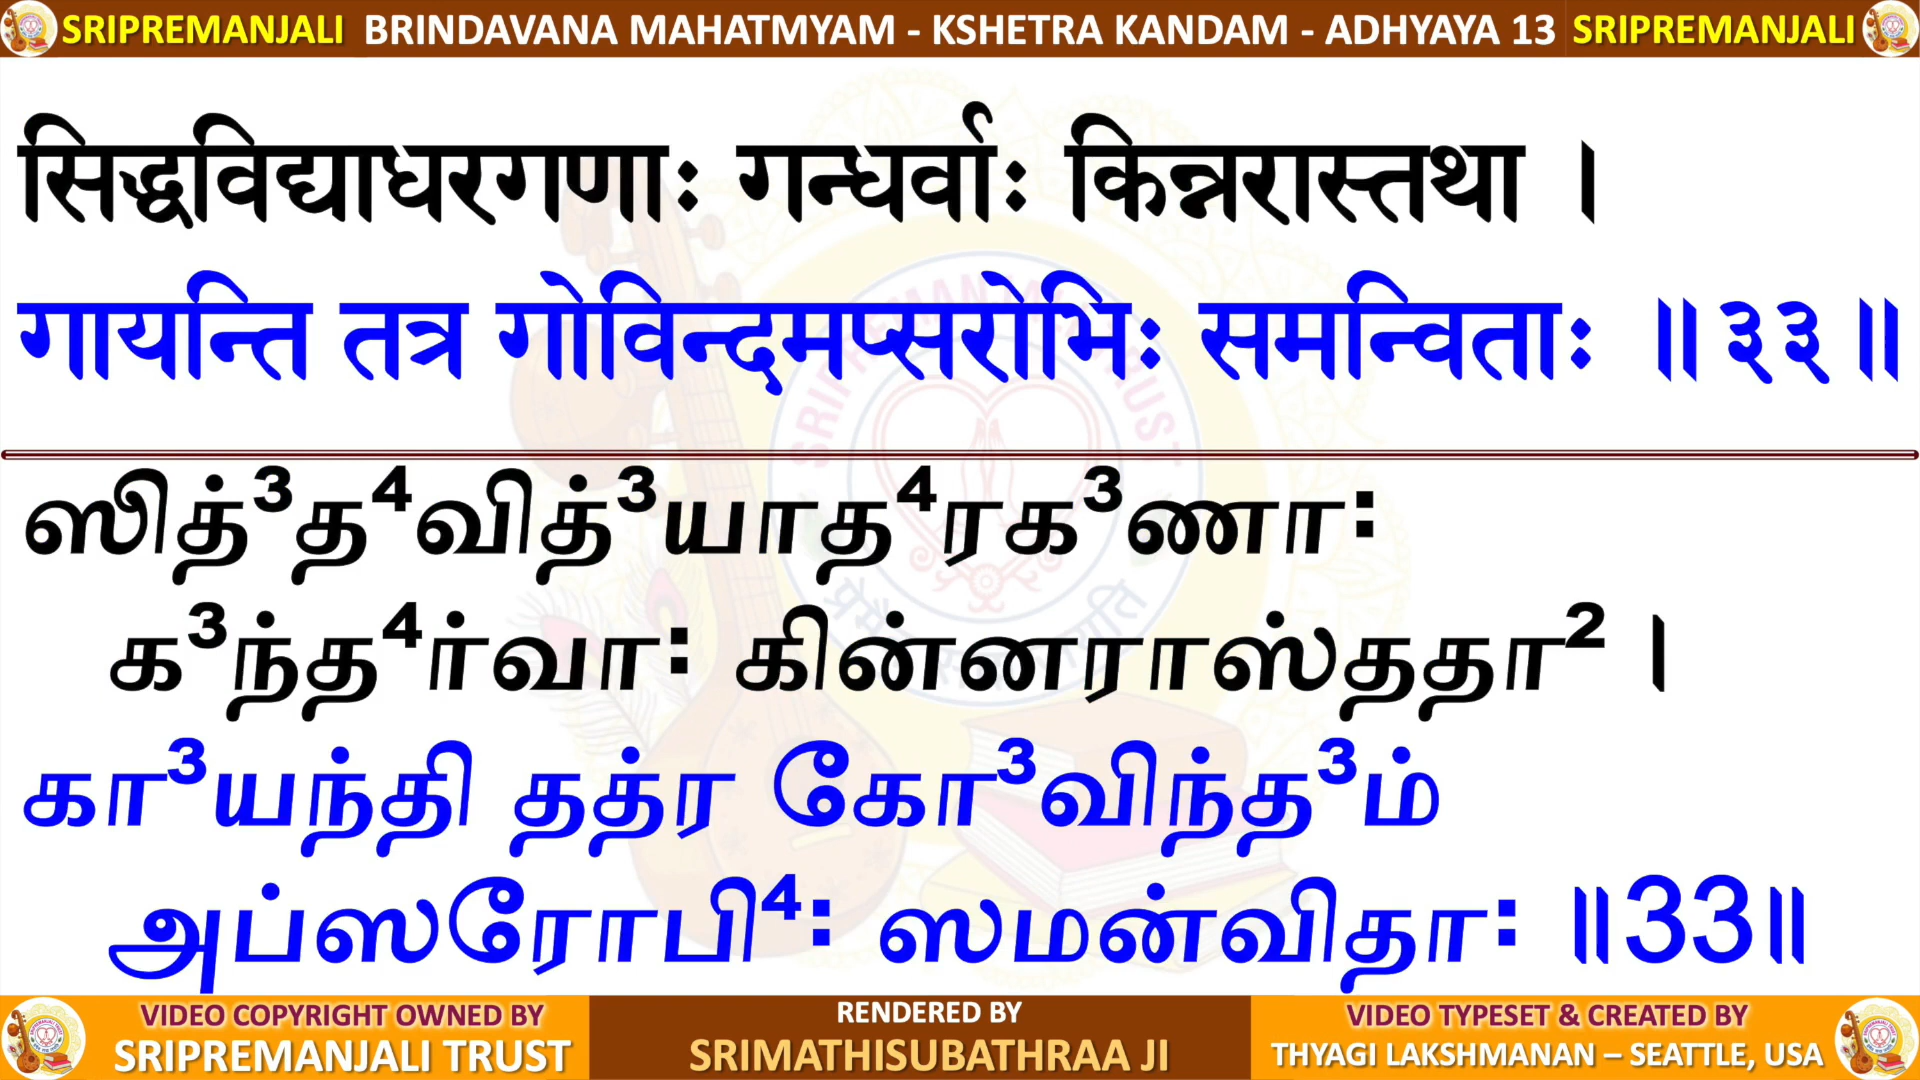 SRIPREMANJALI BRINDAVANA MAHATMYAM - KSHETRA KANDAM - ADHYAYA 13 SRIPREMANJALI
सिद्धविद्याधरगणाः गन्धर्वाः किन्नरास्तथा ।
गायन्ति तत्र गोविन्दमप्सरोभिः समन्विताः ॥३३॥
ஸித்³த⁴வித்³யாத⁴ரக³ணா꞉
க³ந்த⁴ர்வா꞉ கின்னராஸ்ததா² ।
கா³யந்தி தத்ர கோ³விந்த³ம்
அப்ஸரோபி⁴꞉ ஸமன்விதா꞉ ॥33॥
VIDEO COPYRIGHT OWNED BY
SRIPREMANJALI TRUST
RENDERED BY
SRIMATHISUBATHRAA JI
VIDEO TYPESET & CREATED BY
THYAGI LAKSHMANAN – SEATTLE, USA